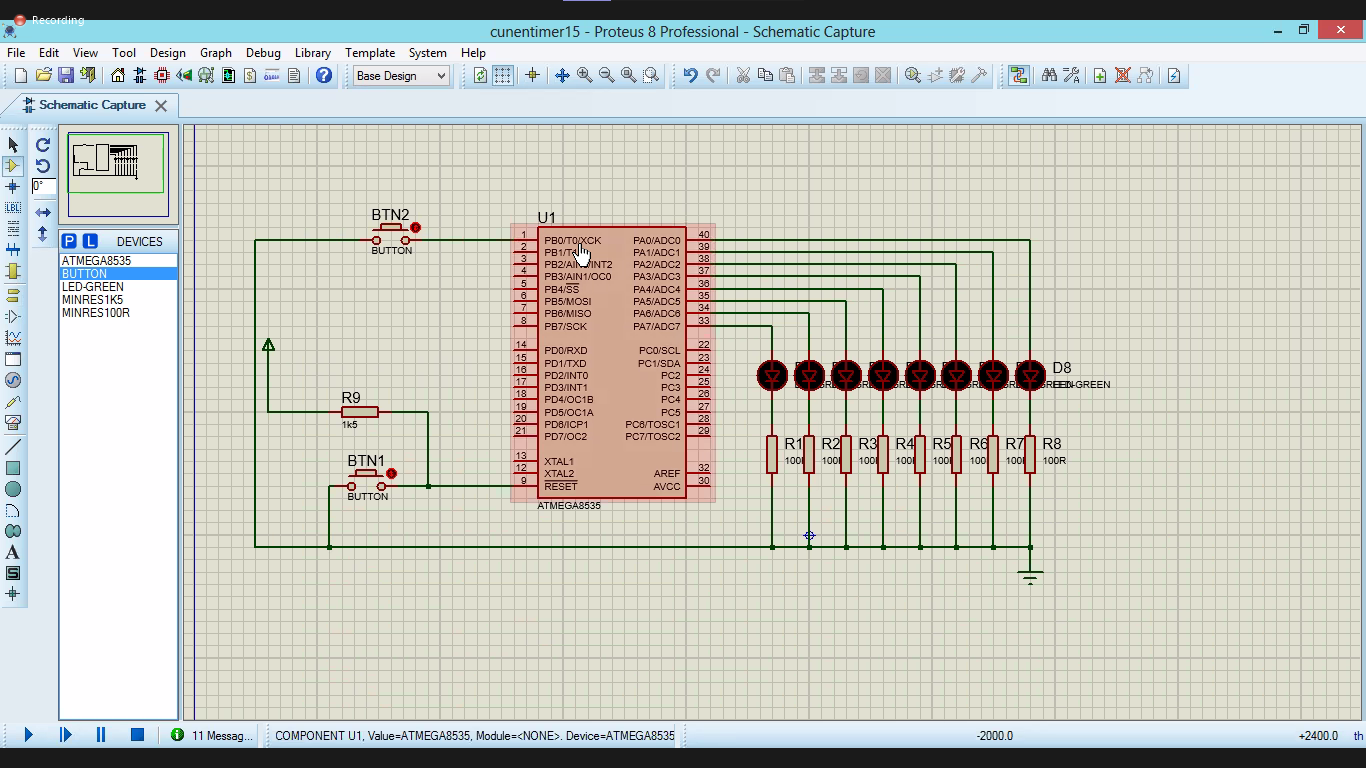 Recording
cunentimer15 - Proteus 8 Professional - Schematic Capture
File Edit View Tool Design Graph Debug Library Template System Help
Base Design
Schematic Capture
0°
P L DEVICES
ATMEGA8535
BUTTON
LED-GREEN
MINRES1K5
MINRES100R
LBL
A
S
BTN2
BUTTON
U1
1 PB0/T0/XCK PA0/ADC0 40
2 PB1/T PA1/ADC1 39
3 PB2/AIN0/INT2 PA2/ADC2 38
4 PB3/AIN1/OC0 PA3/ADC3 37
5 PB4/SS PA4/ADC4 36
6 PB5/MOSI PA5/ADC5 35
7 PB6/MISO PA6/ADC6 34
8 PB7/SCK PA7/ADC7 33
14 PD0/RXD PC0/SCL 22
15 PD1/TXD PC1/SDA 23
16 PD2/INT0 PC2 24
17 PD3/INT1 PC3 25
18 PD4/OC1B PC4 26
19 PD5/OC1A PC5 27
20 PD6/ICP1 PC6/TOSC1 28
21 PD7/OC2 PC7/TOSC2 29
13 XTAL1
12 XTAL2 AREF 32
9 RESET AVCC 30
ATMEGA8535
R9
1k5
BTN1
BUTTON
D8
LED-GREEN
R1 R2 R3 R4 R5 R6 R7 R8
100R
11 Messag... COMPONENT U1, Value=ATMEGA8535, Module=<NONE>. Device=ATMEGA8535 -2000.0 +2400.0 th